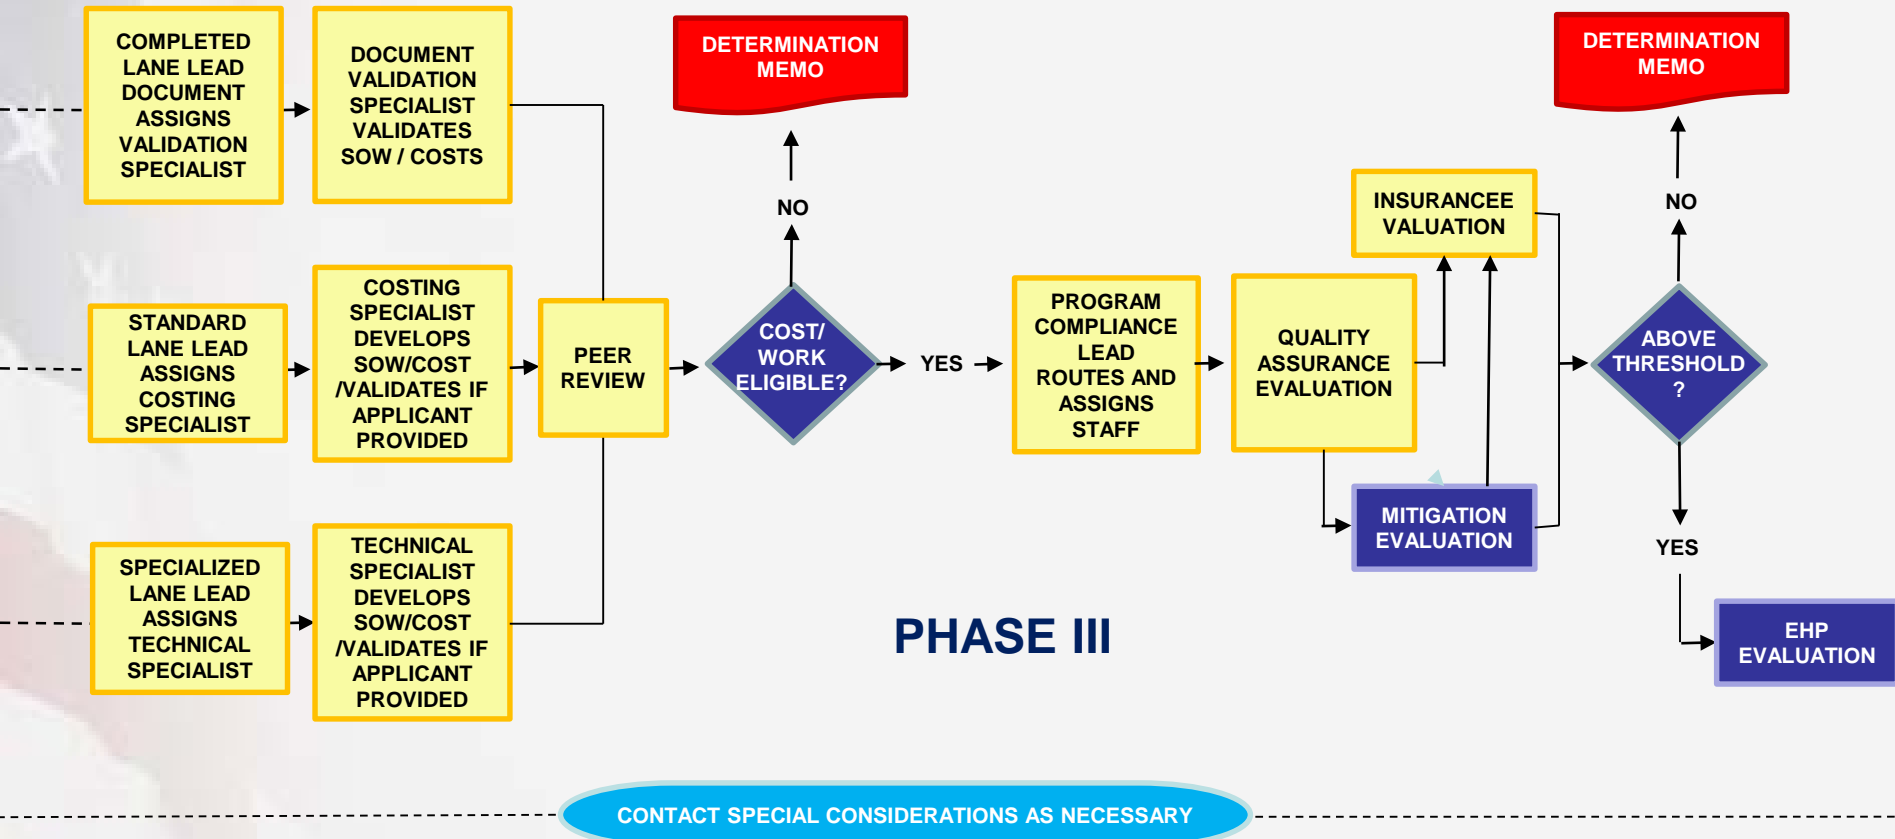 COMPLETED
LANE LEAD
DOCUMENT
ASSIGNS
VALIDATION
SPECIALIST
DOCUMENT
VALIDATION
SPECIALIST
VALIDATES
SOW / COSTS
STANDARD
LANE LEAD
ASSIGNS
COSTING
SPECIALIST
COSTING
SPECIALIST
DEVELOPS
SOW/COST
/VALIDATES IF
APPLICANT
PROVIDED
SPECIALIZED
LANE LEAD
ASSIGNS
TECHNICAL
SPECIALIST
TECHNICAL
SPECIALIST
DEVELOPS
SOW/COST
/VALIDATES IF
APPLICANT
PROVIDED
PEER
REVIEW
DETERMINATION
MEMO
NO
COST/
WORK
ELIGIBLE?
YES
PROGRAM
COMPLIANCE
LEAD
ROUTES AND
ASSIGNS
STAFF
QUALITY
ASSURANCE
EVALUATION
INSURANCEE
VALUATION
MITIGATION
EVALUATION
DETERMINATION
MEMO
NO
ABOVE
THRESHOLD
?
YES
EHP
EVALUATION
PHASE III
CONTACT SPECIAL CONSIDERATIONS AS NECESSARY